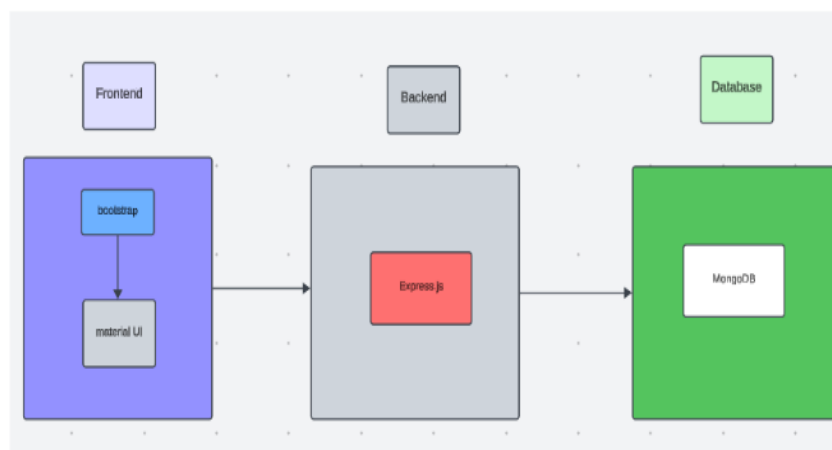 Frontend
Backend
Database
bootstrap
material UI
Express.js
MongoDB